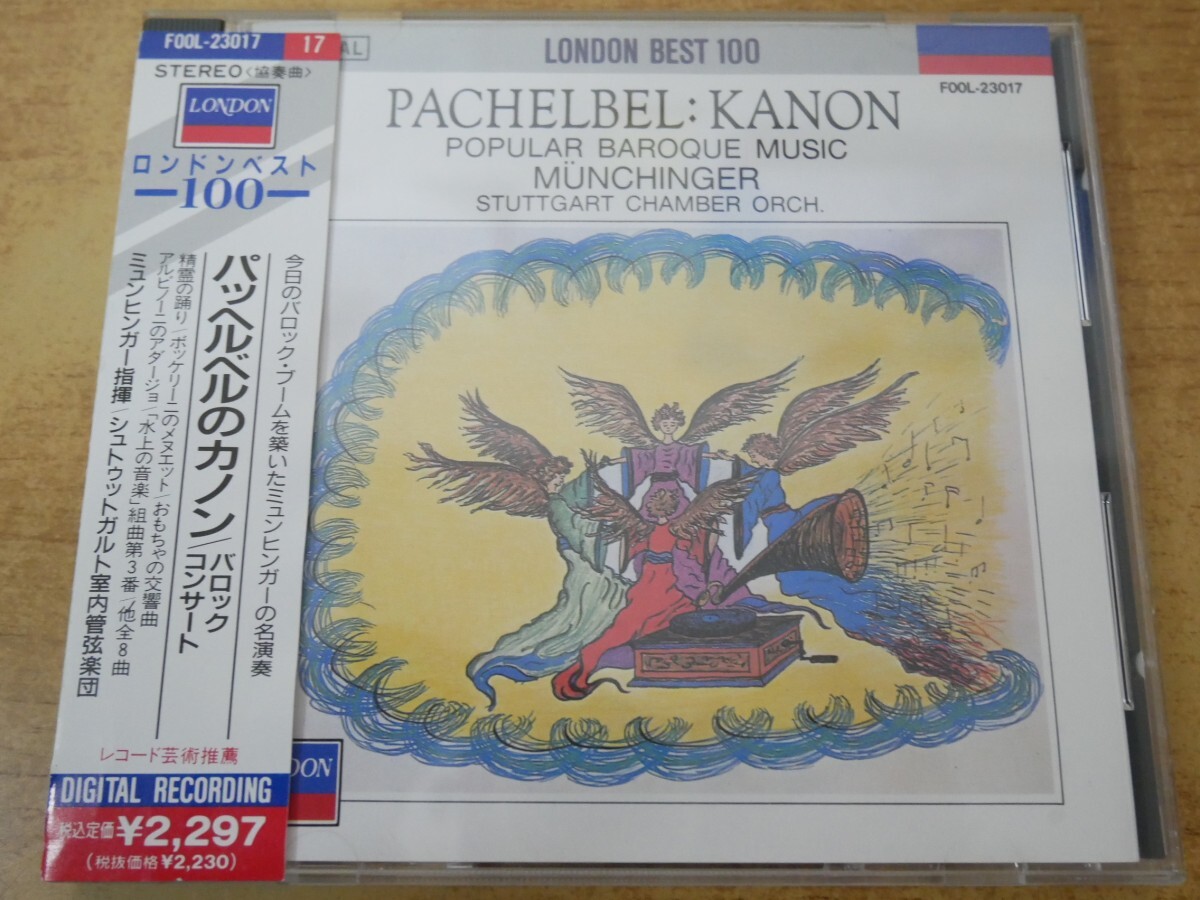 F00L-23017
17
STEREO〈協奏曲〉
LONDON
ロンドンベスト
100
今日のバロック・ブームを築いたミュンヒンガーの名演奏
パッヘルベルのカノン/バロックコンサート
精霊の踊り/ボッケリーニのメヌエット/おもちゃの交響曲
アルビノーニのアダージョ/「水上の音楽」組曲第3番/他全8曲
ミュンヒンガー指揮/シュトゥットガルト室内管弦楽団
レコード芸術推薦
DIGITAL RECORDING
税込定価¥2,297
(税抜価格¥2,230)
AL
LONDON BEST 100
F00L-23017
PACHELBEL: KANON
POPULAR BAROQUE MUSIC
MÜNCHINGER
STUTTGART CHAMBER ORCH.
DON